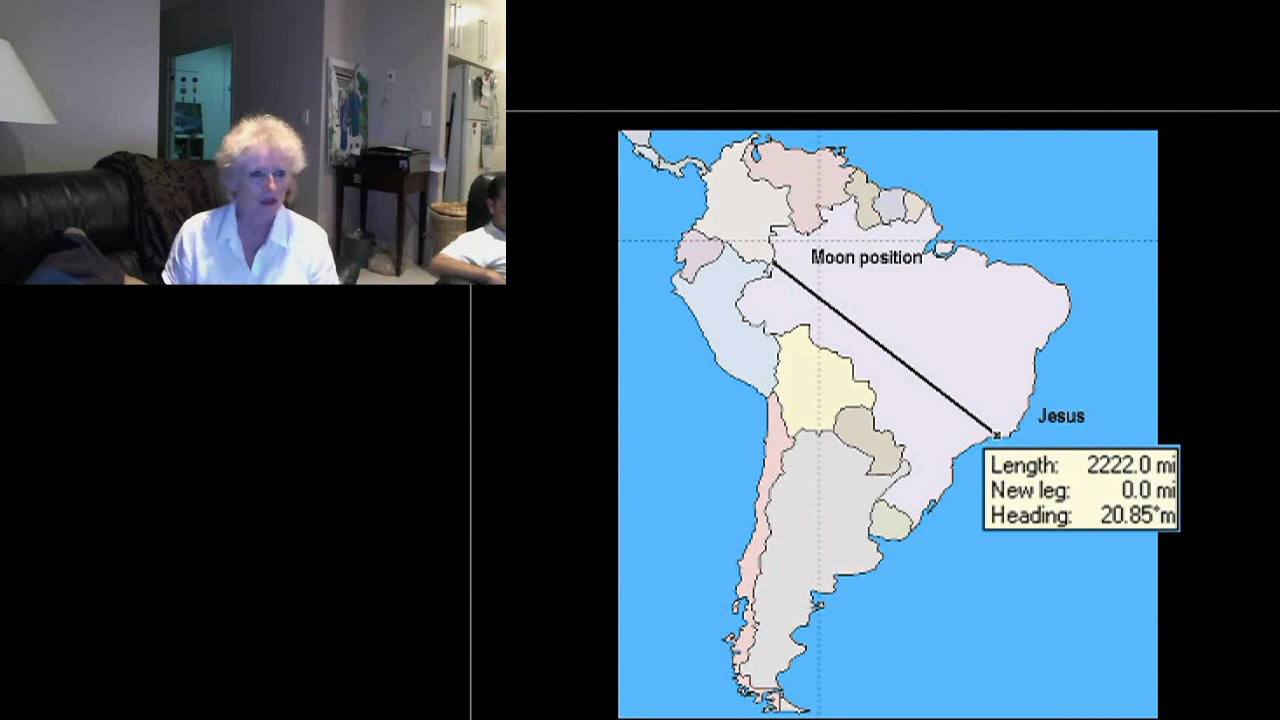 Moon position
Jesus
Length: 2222.0 mi
New leg: 0.0 mi
Heading: 20.85°m